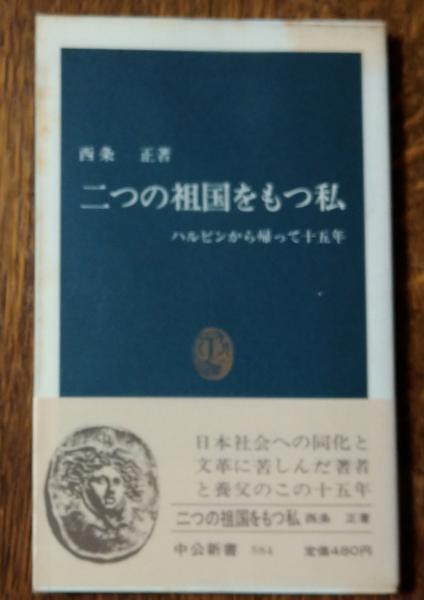 西条 正著
二つの祖国をもつ私
ハルビンから帰って十五年
日本社会への同化と
文革に苦しんだ著者
と養父のこの十五年
二つの祖国をもつ私 西条 正著
中公新書 584 定価480円